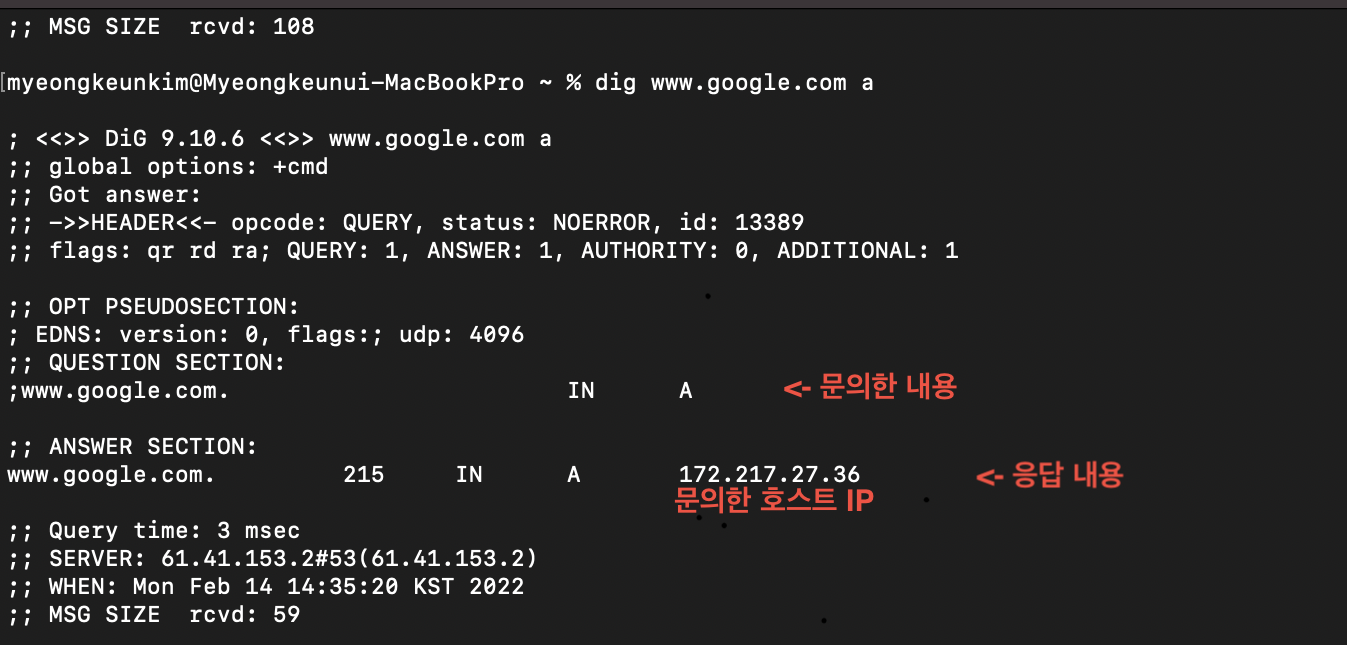 ;; MSG SIZE  rcvd: 108
[myeongkeunkim@Myeongkeunui-MacBookPro ~ % dig www.google.com a
; <<>> DiG 9.10.6 <<>> www.google.com a
;; global options: +cmd
;; Got answer:
;; ->>HEADER<<- opcode: QUERY, status: NOERROR, id: 13389
;; flags: qr rd ra; QUERY: 1, ANSWER: 1, AUTHORITY: 0, ADDITIONAL: 1
;; OPT PSEUDOSECTION:
; EDNS: version: 0, flags:; udp: 4096
;; QUESTION SECTION:
;www.google.com. IN A <- 문의한 내용
;; ANSWER SECTION:
www.google.com. 215 IN A 172.217.27.36 <- 응답 내용
문의한 호스트 IP
;; Query time: 3 msec
;; SERVER: 61.41.153.2#53(61.41.153.2)
;; WHEN: Mon Feb 14 14:35:20 KST 2022
;; MSG SIZE  rcvd: 59